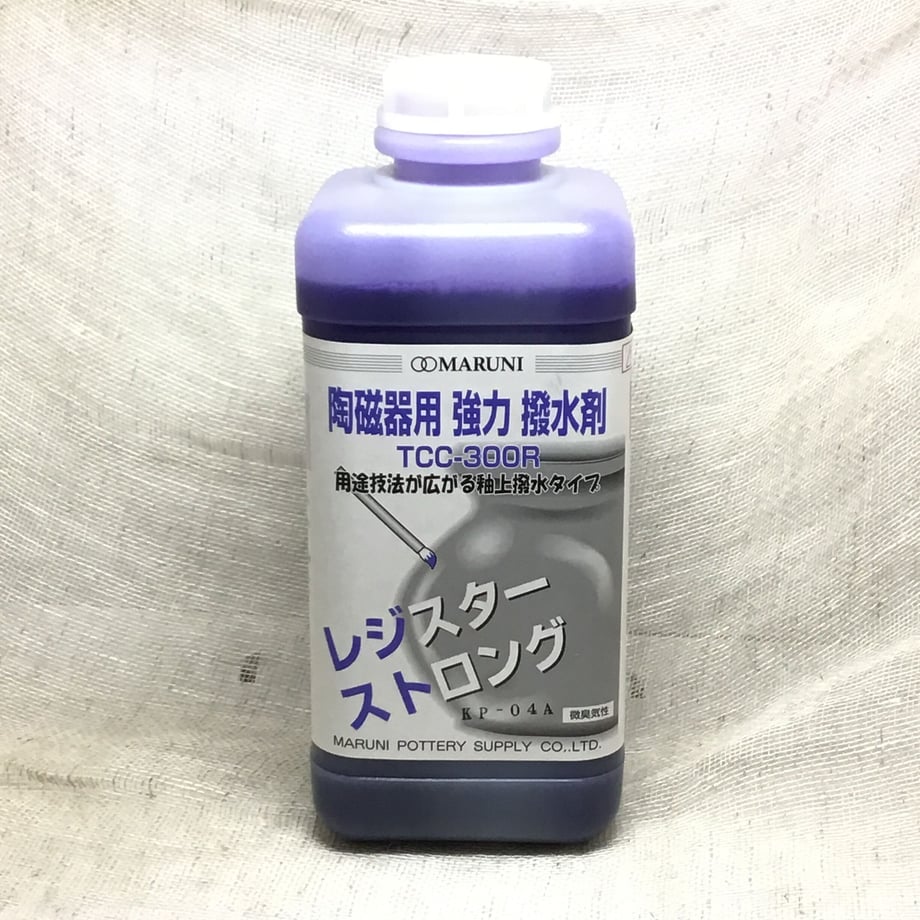 MARUNI
陶磁器用 強力 撥水剤
TCC-300R
用途技法が広がる釉上撥水タイプ
レジスター
ストロング
KP-04A
微臭気性
MARUNI POTTERY SUPPLY CO.,LTD.